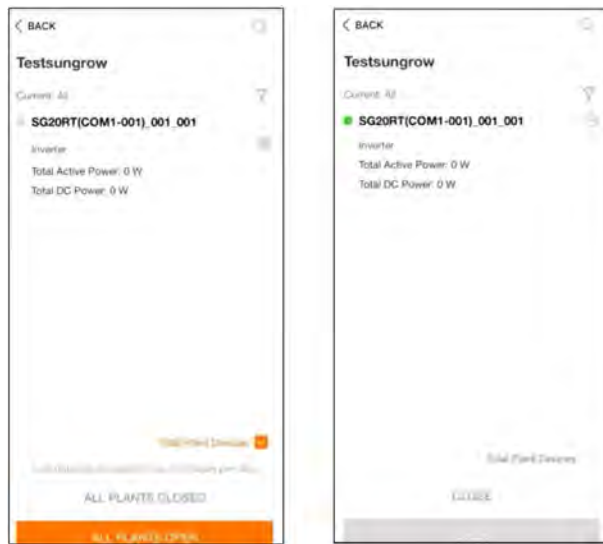 BACK
Testsungrow
Current: All
SG20RT(COM1-001)_001_001
Inverter
Total Active Power: 0 W
Total DC Power: 0 W
Total Plant Devices
ALL PLANTS CLOSED
ALL PLANTS OPEN
BACK
Testsungrow
Current: All
SG20RT(COM1-001)_001_001
Inverter
Total Active Power: 0 W
Total DC Power: 0 W
Total Plant Devices
CLOSE